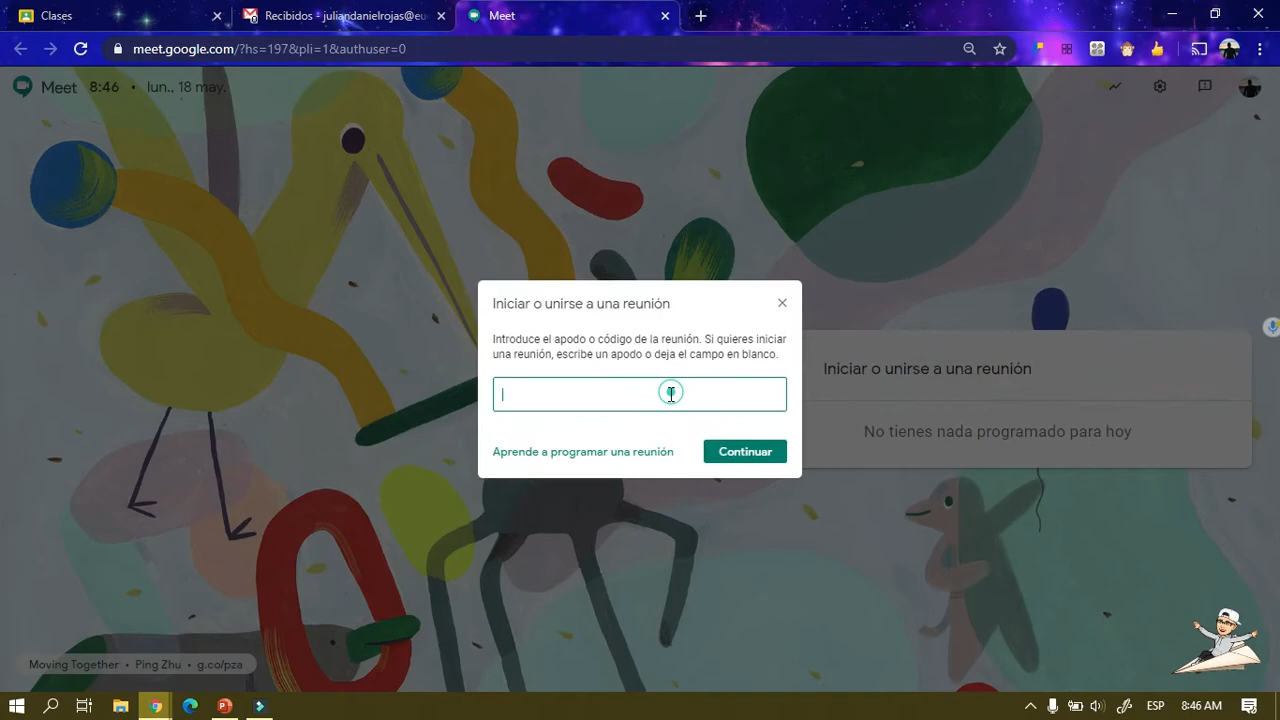 Clases
Recibidos - juliandanielrojas@eu
Meet
meet.google.com/?hs=197&pli=1&authuser=0
Meet 8:46 • lun., 18 may.
Iniciar o unirse a una reunión
Introduce el apodo o código de la reunión. Si quieres iniciar
una reunión, escribe un apodo o deja el campo en blanco.
Aprende a programar una reunión
Continuar
Iniciar o unirse a una reunión
No tienes nada programado para hoy
Moving Together • Ping Zhu • g.co/pza
ESP
8:46 AM